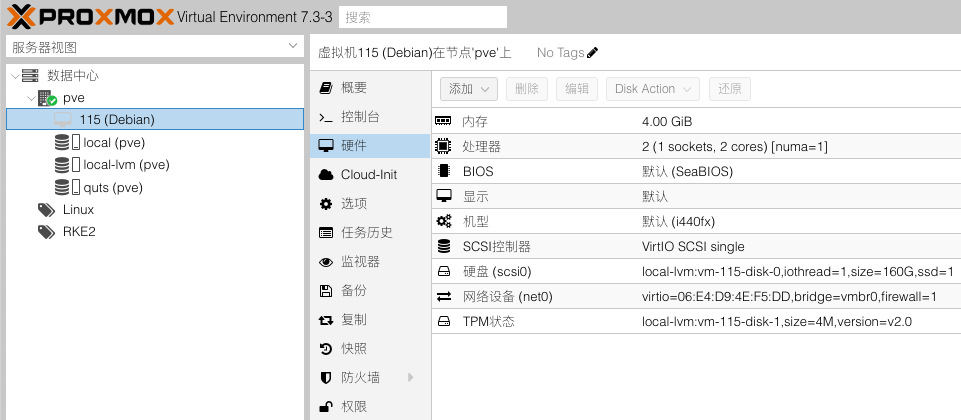 PROXMOX Virtual Environment 7.3-3 搜索
服务器视图
数据中心
pve
115 (Debian)
local (pve)
local-lvm (pve)
quts (pve)
Linux
RKE2
虚拟机115 (Debian)在节点'pve'上 No Tags
概要
控制台
硬件
Cloud-Init
选项
任务历史
监视器
备份
复制
快照
防火墙
权限
添加 删除 编辑 Disk Action 还原
内存 4.00 GiB
处理器 2 (1 sockets, 2 cores) [numa=1]
BIOS 默认 (SeaBIOS)
显示 默认
机型 默认 (i440fx)
SCSI控制器 VirtIO SCSI single
硬盘 (scsi0) local-lvm:vm-115-disk-0,iothread=1,size=160G,ssd=1
网络设备 (net0) virtio=06:E4:D9:4E:F5:DD,bridge=vmbr0,firewall=1
TPM状态 local-lvm:vm-115-disk-1,size=4M,version=v2.0